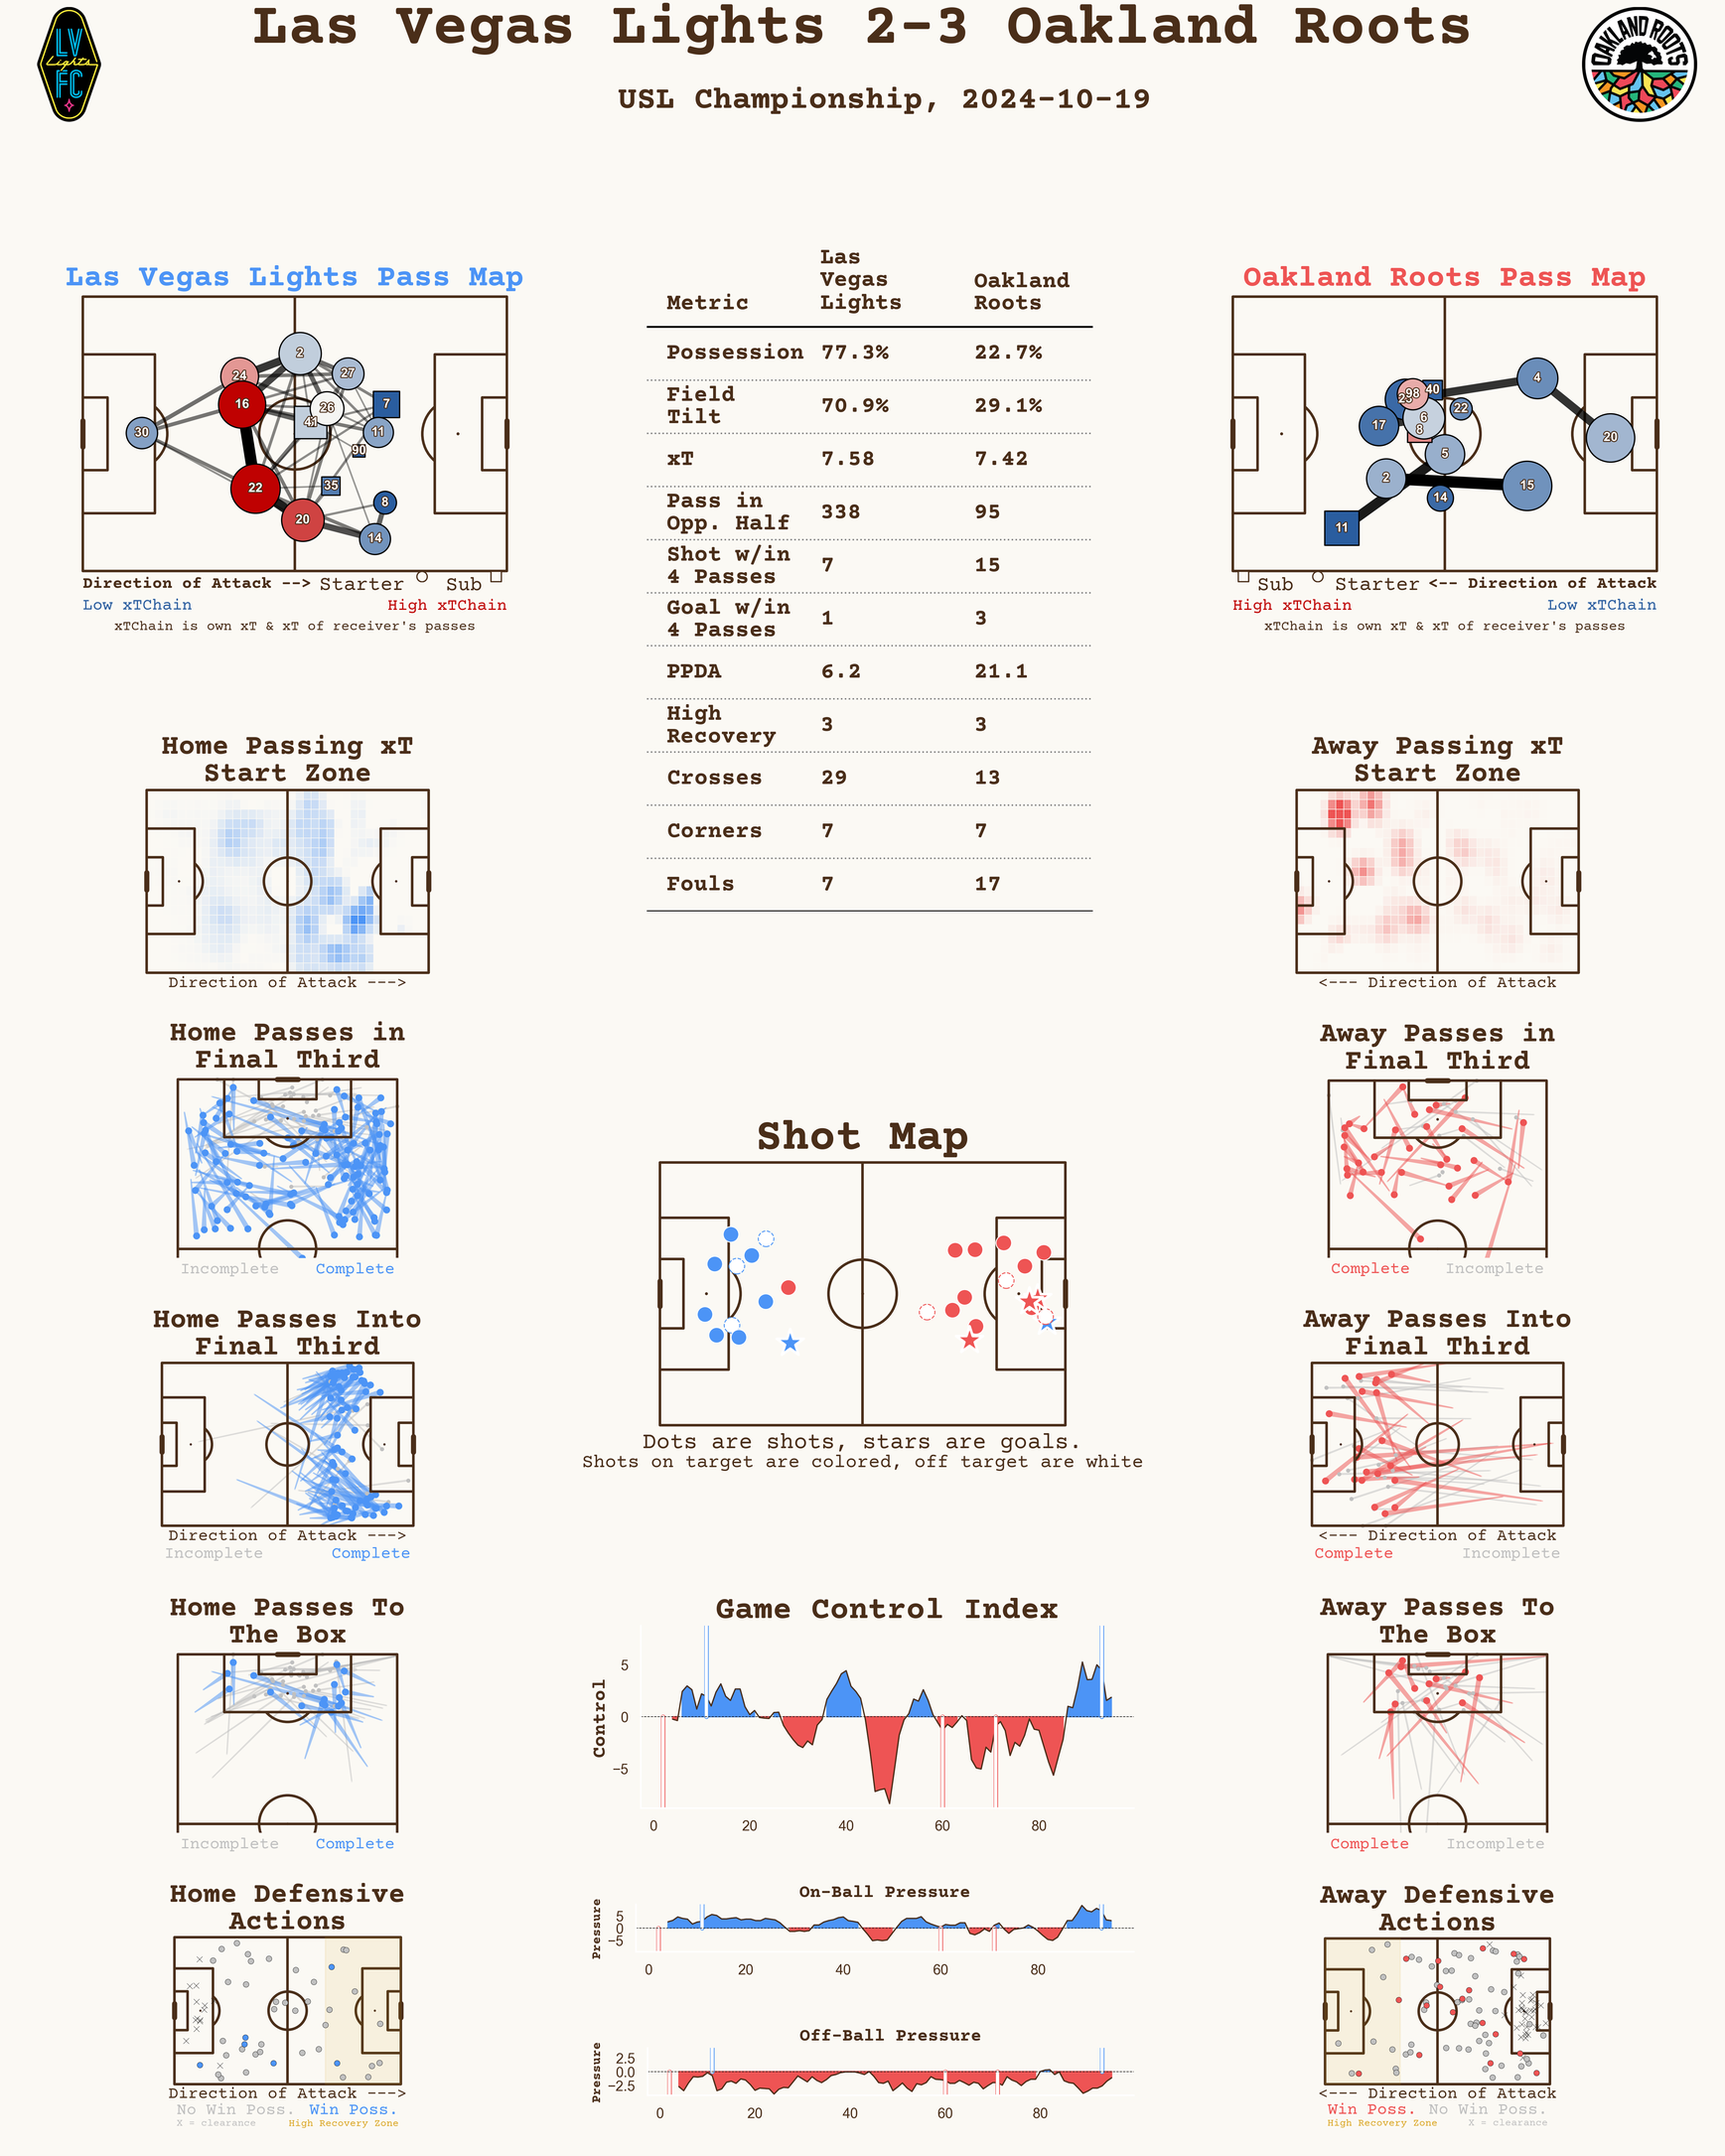 Las Vegas Lights 2-3 Oakland Roots
USL Championship, 2024-10-19
LV
Lights
FC
OAKLAND ROOTS
Las Vegas Lights Pass Map
24
2
27
16
26
7
41
11
30
90
22
35
8
20
14
Direction of Attack --> Starter Sub
Low xTChain High xTChain
xTChain is own xT & xT of receiver's passes
Metric Las Vegas Lights Oakland Roots
Possession 77.3% 22.7%
Field Tilt 70.9% 29.1%
xT 7.58 7.42
Pass in Opp. Half 338 95
Shot w/in 4 Passes 7 15
Goal w/in 4 Passes 1 3
PPDA 6.2 21.1
High Recovery 3 3
Crosses 29 13
Corners 7 7
Fouls 7 17
Oakland Roots Pass Map
4
98
40
22
6
17
8
20
5
2
15
14
11
Sub Starter <-- Direction of Attack
High xTChain Low xTChain
xTChain is own xT & xT of receiver's passes
Home Passing xT
Start Zone
Direction of Attack --->
Away Passing xT
Start Zone
<--- Direction of Attack
Home Passes in
Final Third
Incomplete Complete
Away Passes in
Final Third
Complete Incomplete
Shot Map
Dots are shots, stars are goals.
Shots on target are colored, off target are white
Home Passes Into
Final Third
Direction of Attack --->
Incomplete Complete
Away Passes Into
Final Third
<--- Direction of Attack
Complete Incomplete
Home Passes To
The Box
Incomplete Complete
Game Control Index
Control
5
0
−5
0 20 40 60 80
Away Passes To
The Box
Complete Incomplete
Home Defensive
Actions
Direction of Attack --->
No Win Poss. Win Poss.
X = clearance High Recovery Zone
On-Ball Pressure
Pressure
5
0
−5
0 20 40 60 80
Off-Ball Pressure
Pressure
2.5
0.0
−2.5
0 20 40 60 80
Away Defensive
Actions
<--- Direction of Attack
Win Poss. No Win Poss.
High Recovery Zone X = clearance